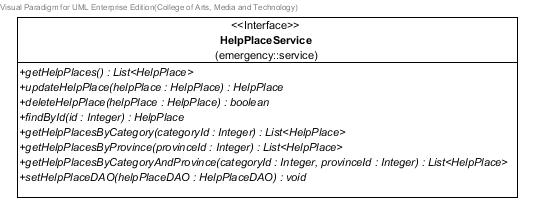 Visual Paradigm for UML Enterprise Edition(College of Arts, Media and Technology)
<<Interface>>
HelpPlaceService
(emergency::service)
+getHelpPlaces() : List<HelpPlace>
+updateHelpPlace(helpPlace : HelpPlace) : HelpPlace
+deleteHelpPlace(helpPlace : HelpPlace) : boolean
+findById(id : Integer) : HelpPlace
+getHelpPlacesByCategory(categoryId : Integer) : List<HelpPlace>
+getHelpPlacesByProvince(provinceId : Integer) : List<HelpPlace>
+getHelpPlacesByCategoryAndProvince(categoryId : Integer, provinceId : Integer) : List<HelpPlace>
+setHelpPlaceDAO(helpPlaceDAO : HelpPlaceDAO) : void